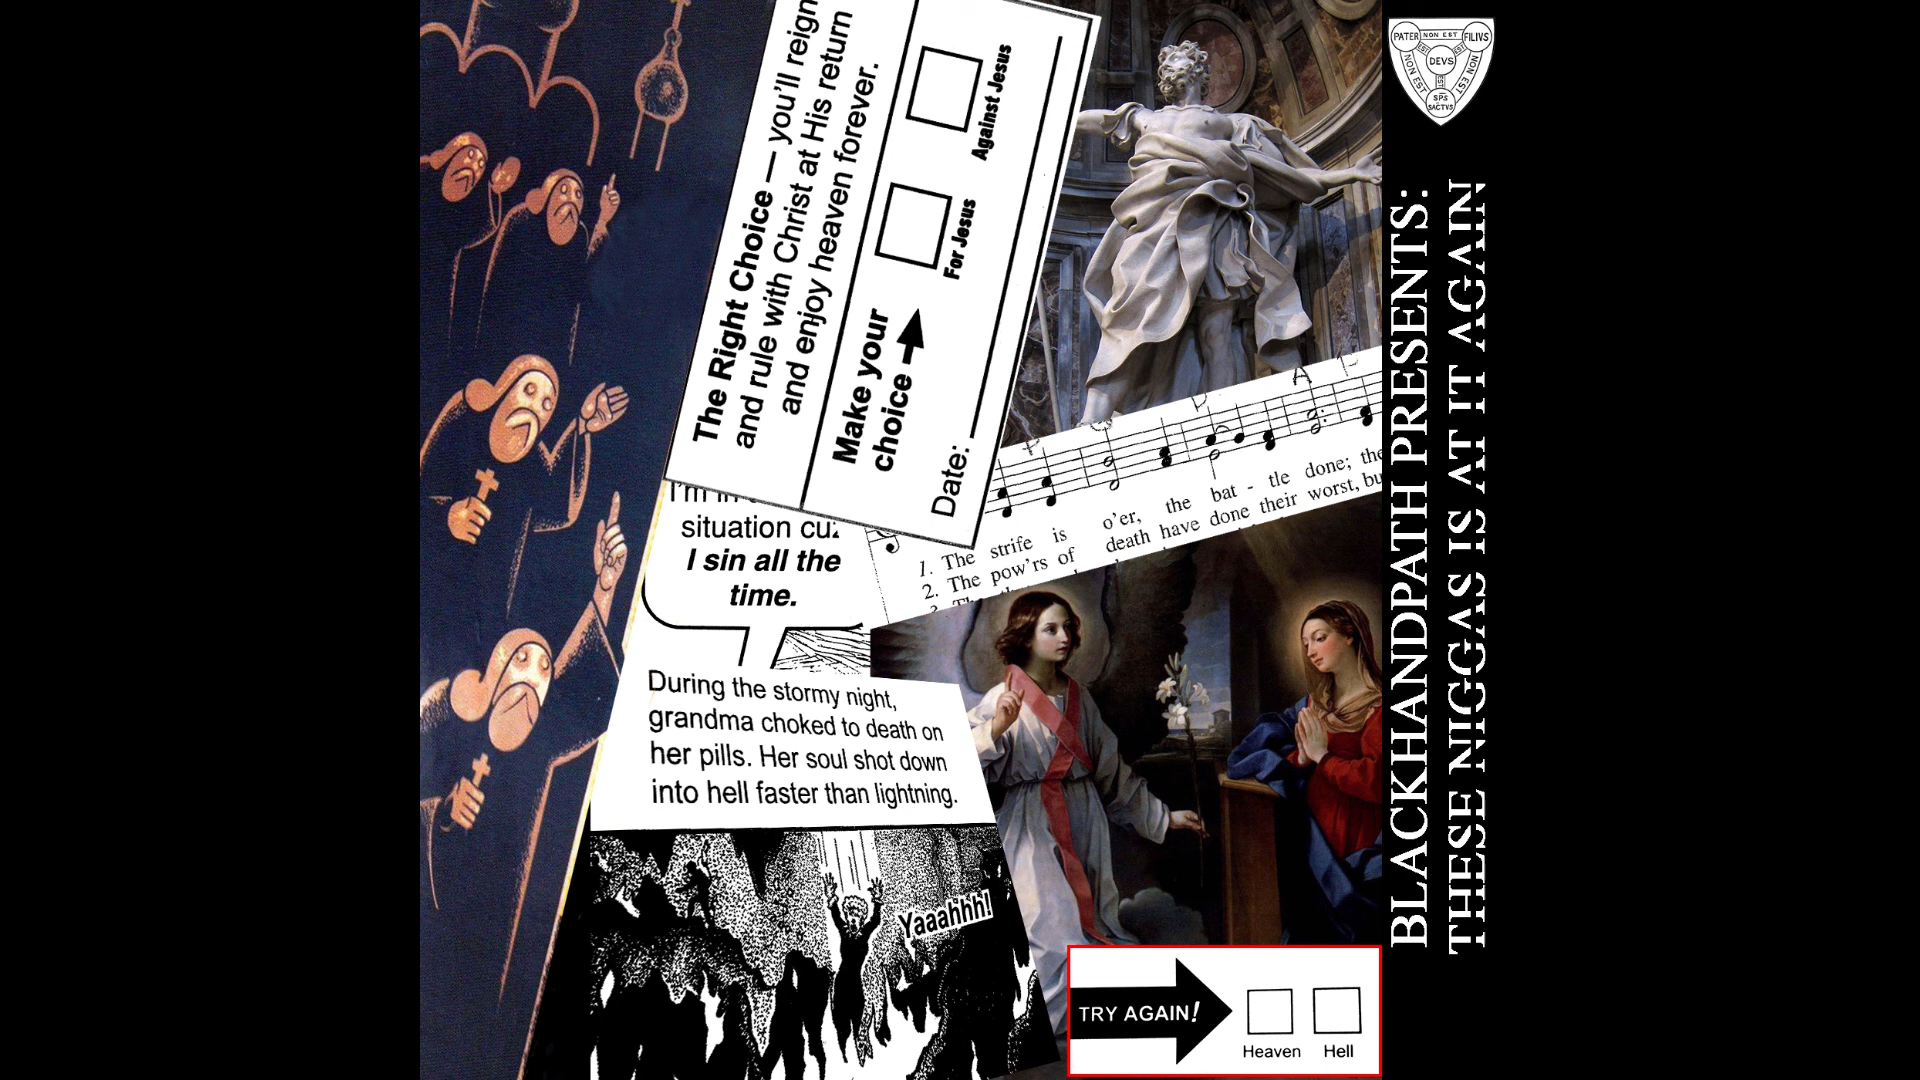 you'll reign
The Right Choice — you'll reign
and rule with Christ at His return
and enjoy heaven forever.
Make your
choice
For Jesus
Against Jesus
Date:
PATER NON EST FILIVS
EST EST
DEVS
NON EST EST NON EST
SPS
SACTVS
BLACKHANDPATH PRESENTS:
THESE NIGGAS IS AT IT AGAIN
situation
I sin all the
time.
1. The strife is o'er, the bat - tle done; the
2. The pow'rs of death have done their worst,
During the stormy night,
grandma choked to death on
her pills. Her soul shot down
into hell faster than lightning.
Yaaahhh!
TRY AGAIN!
Heaven Hell